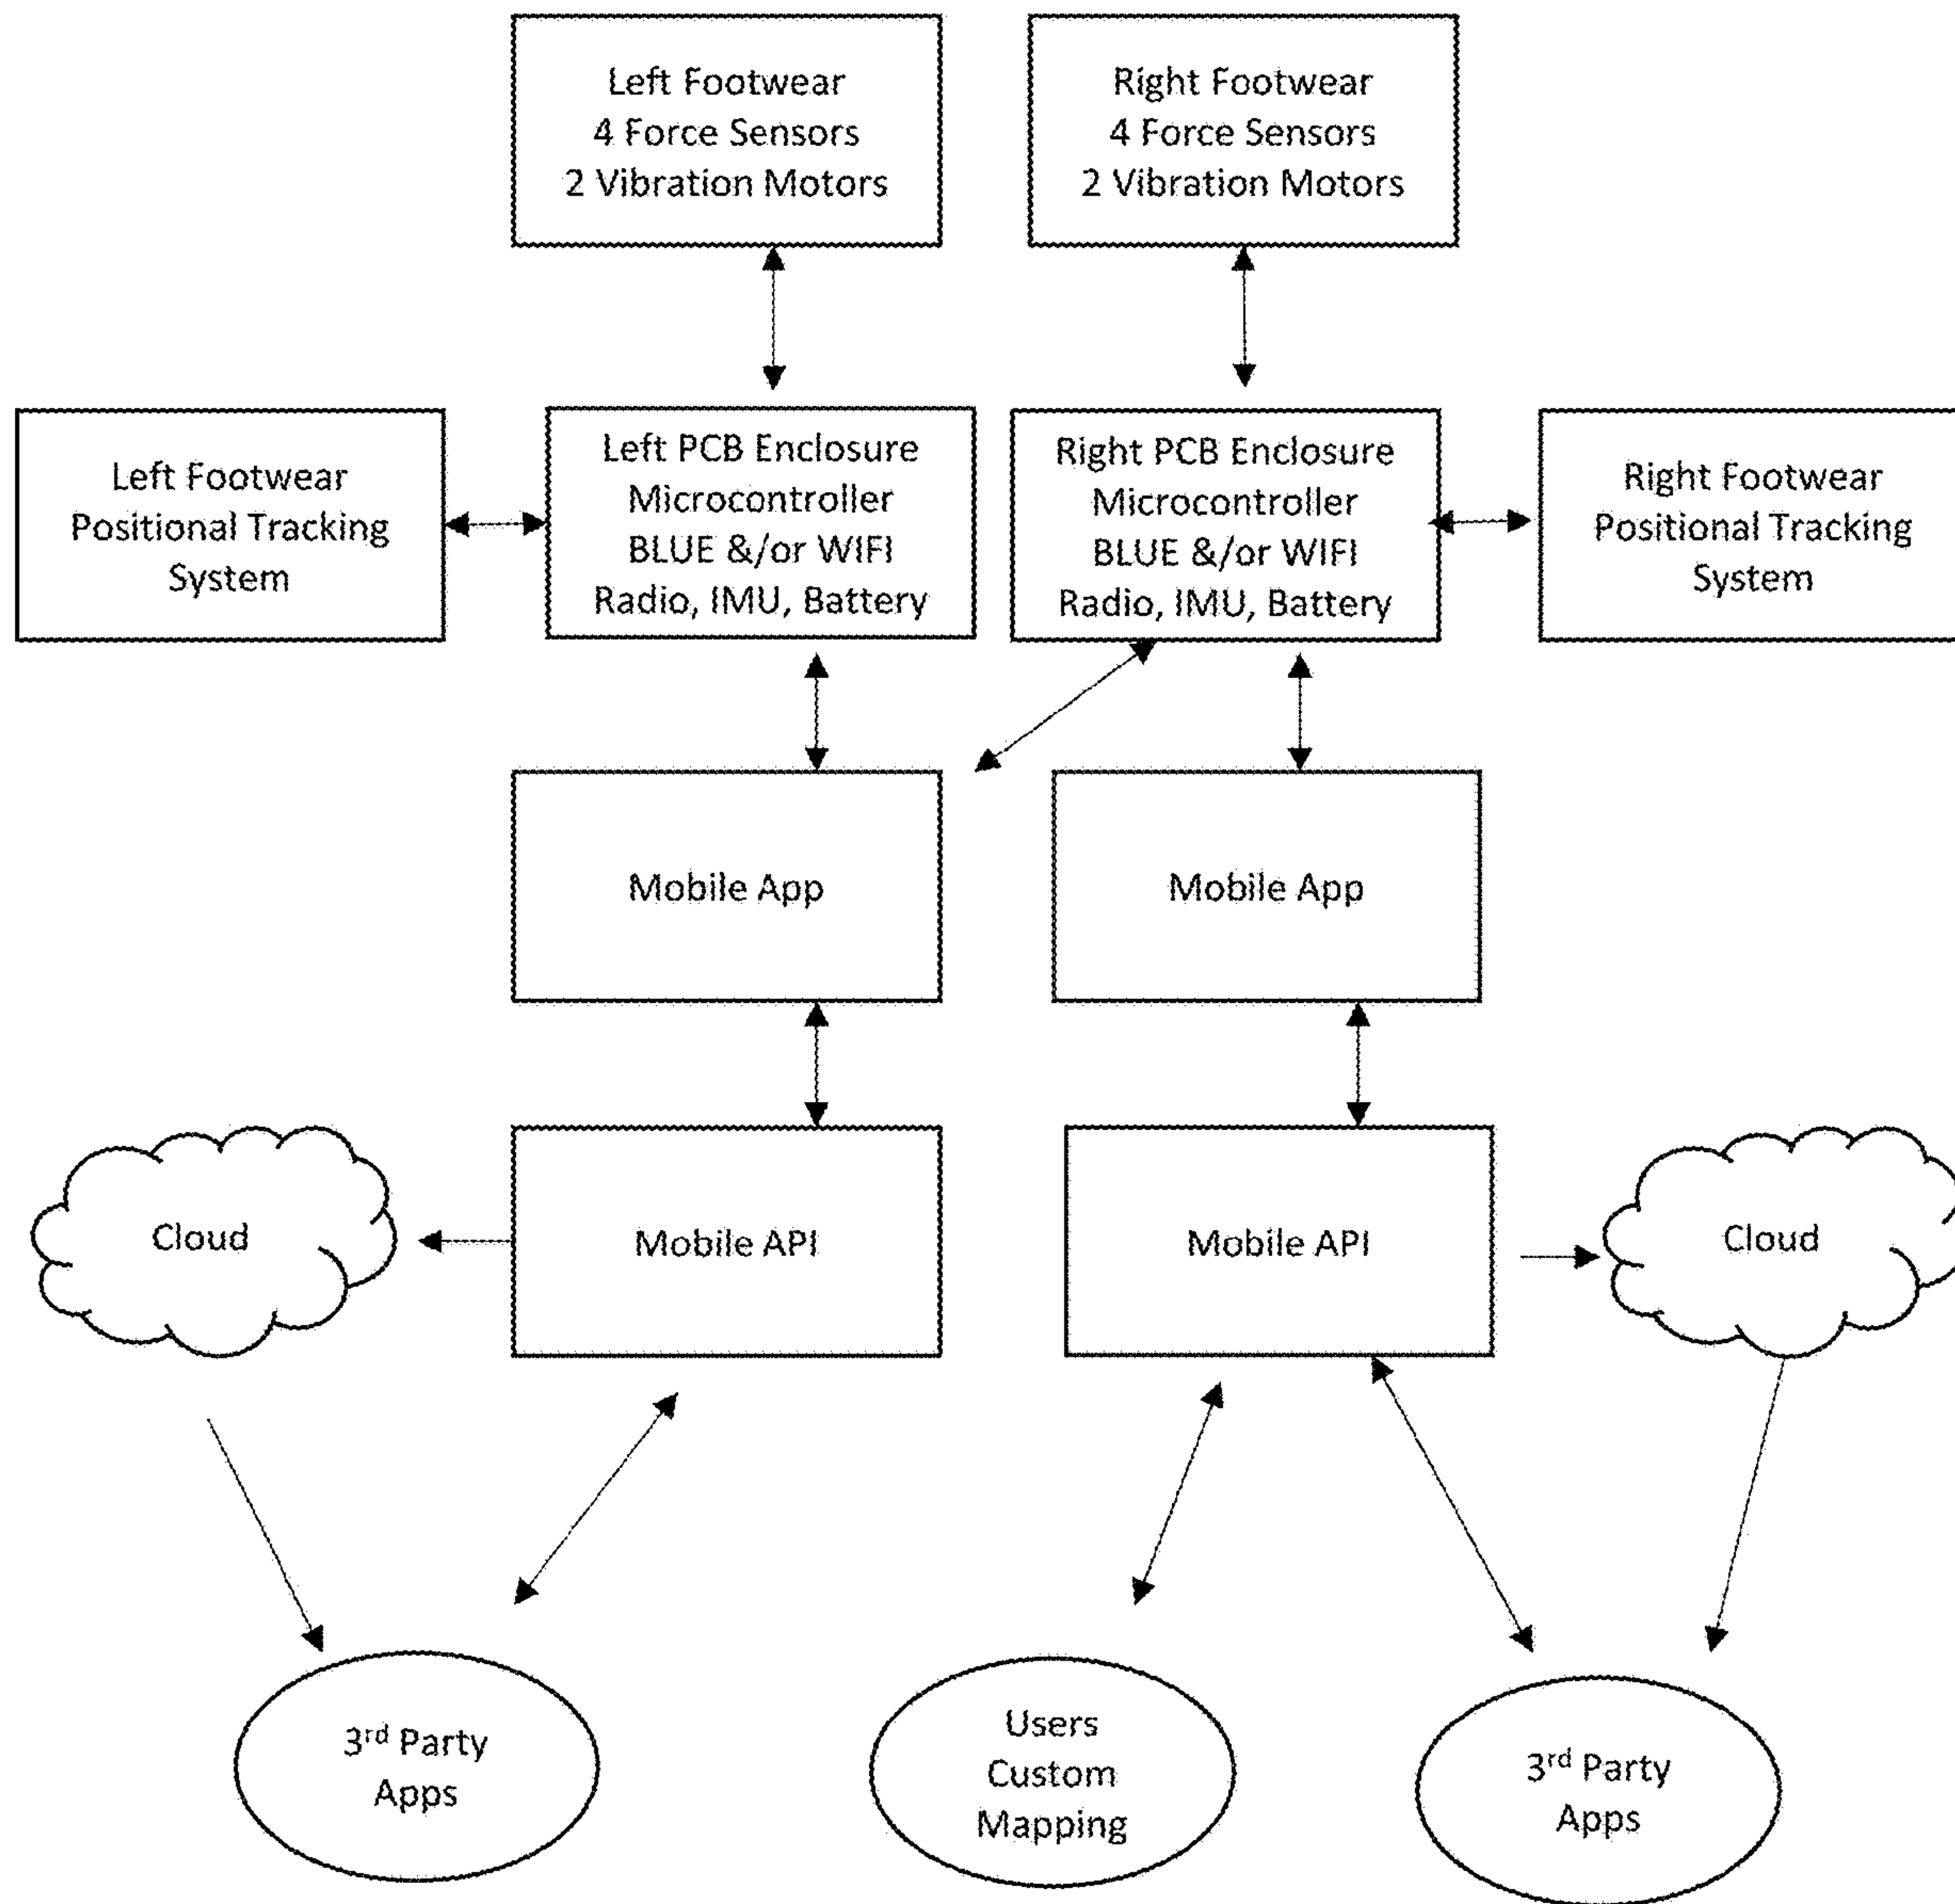 Left Footwear
4 Force Sensors
2 Vibration Motors
Right Footwear
4 Force Sensors
2 Vibration Motors
Left Footwear
Positional Tracking
System
Left PCB Enclosure
Microcontroller
BLUE &/or WIFI
Radio, IMU, Battery
Right PCB Enclosure
Microcontroller
BLUE &/or WIFI
Radio, IMU, Battery
Right Footwear
Positional Tracking
System
Mobile App
Mobile App
Cloud
Mobile API
Mobile API
Cloud
3rd Party
Apps
Users
Custom
Mapping
3rd Party
Apps